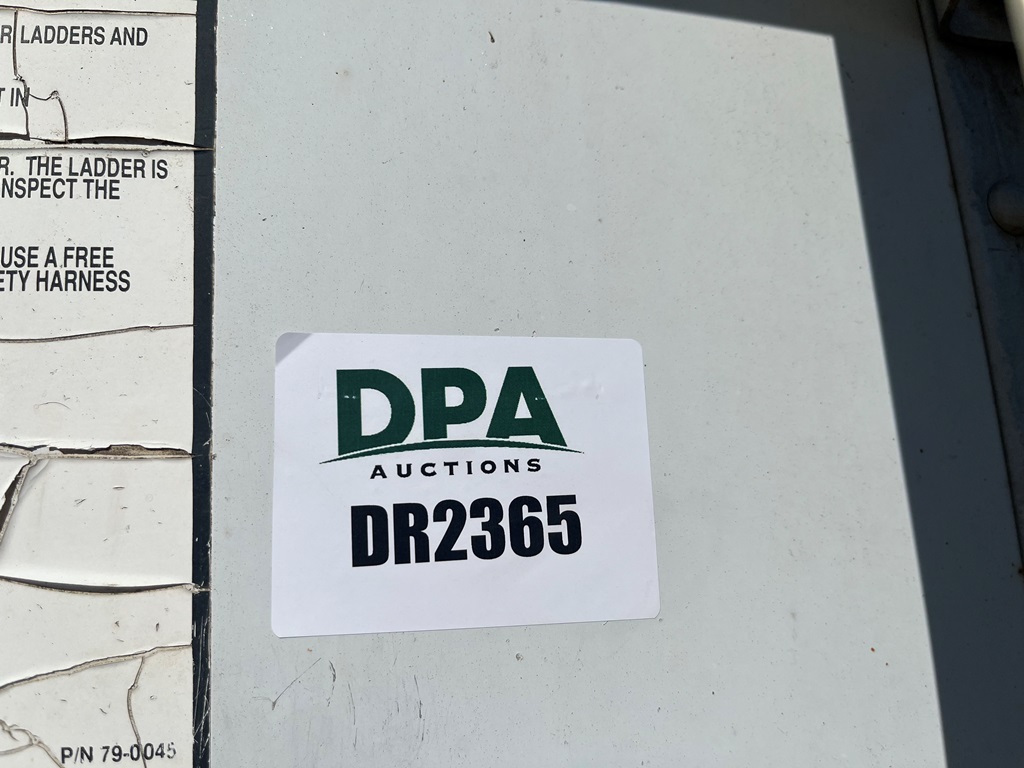 R LADDERS AND
T IN
R. THE LADDER IS
NSPECT THE
USE A FREE
ETY HARNESS
P/N 79-0045
DPA
AUCTIONS
DR2365